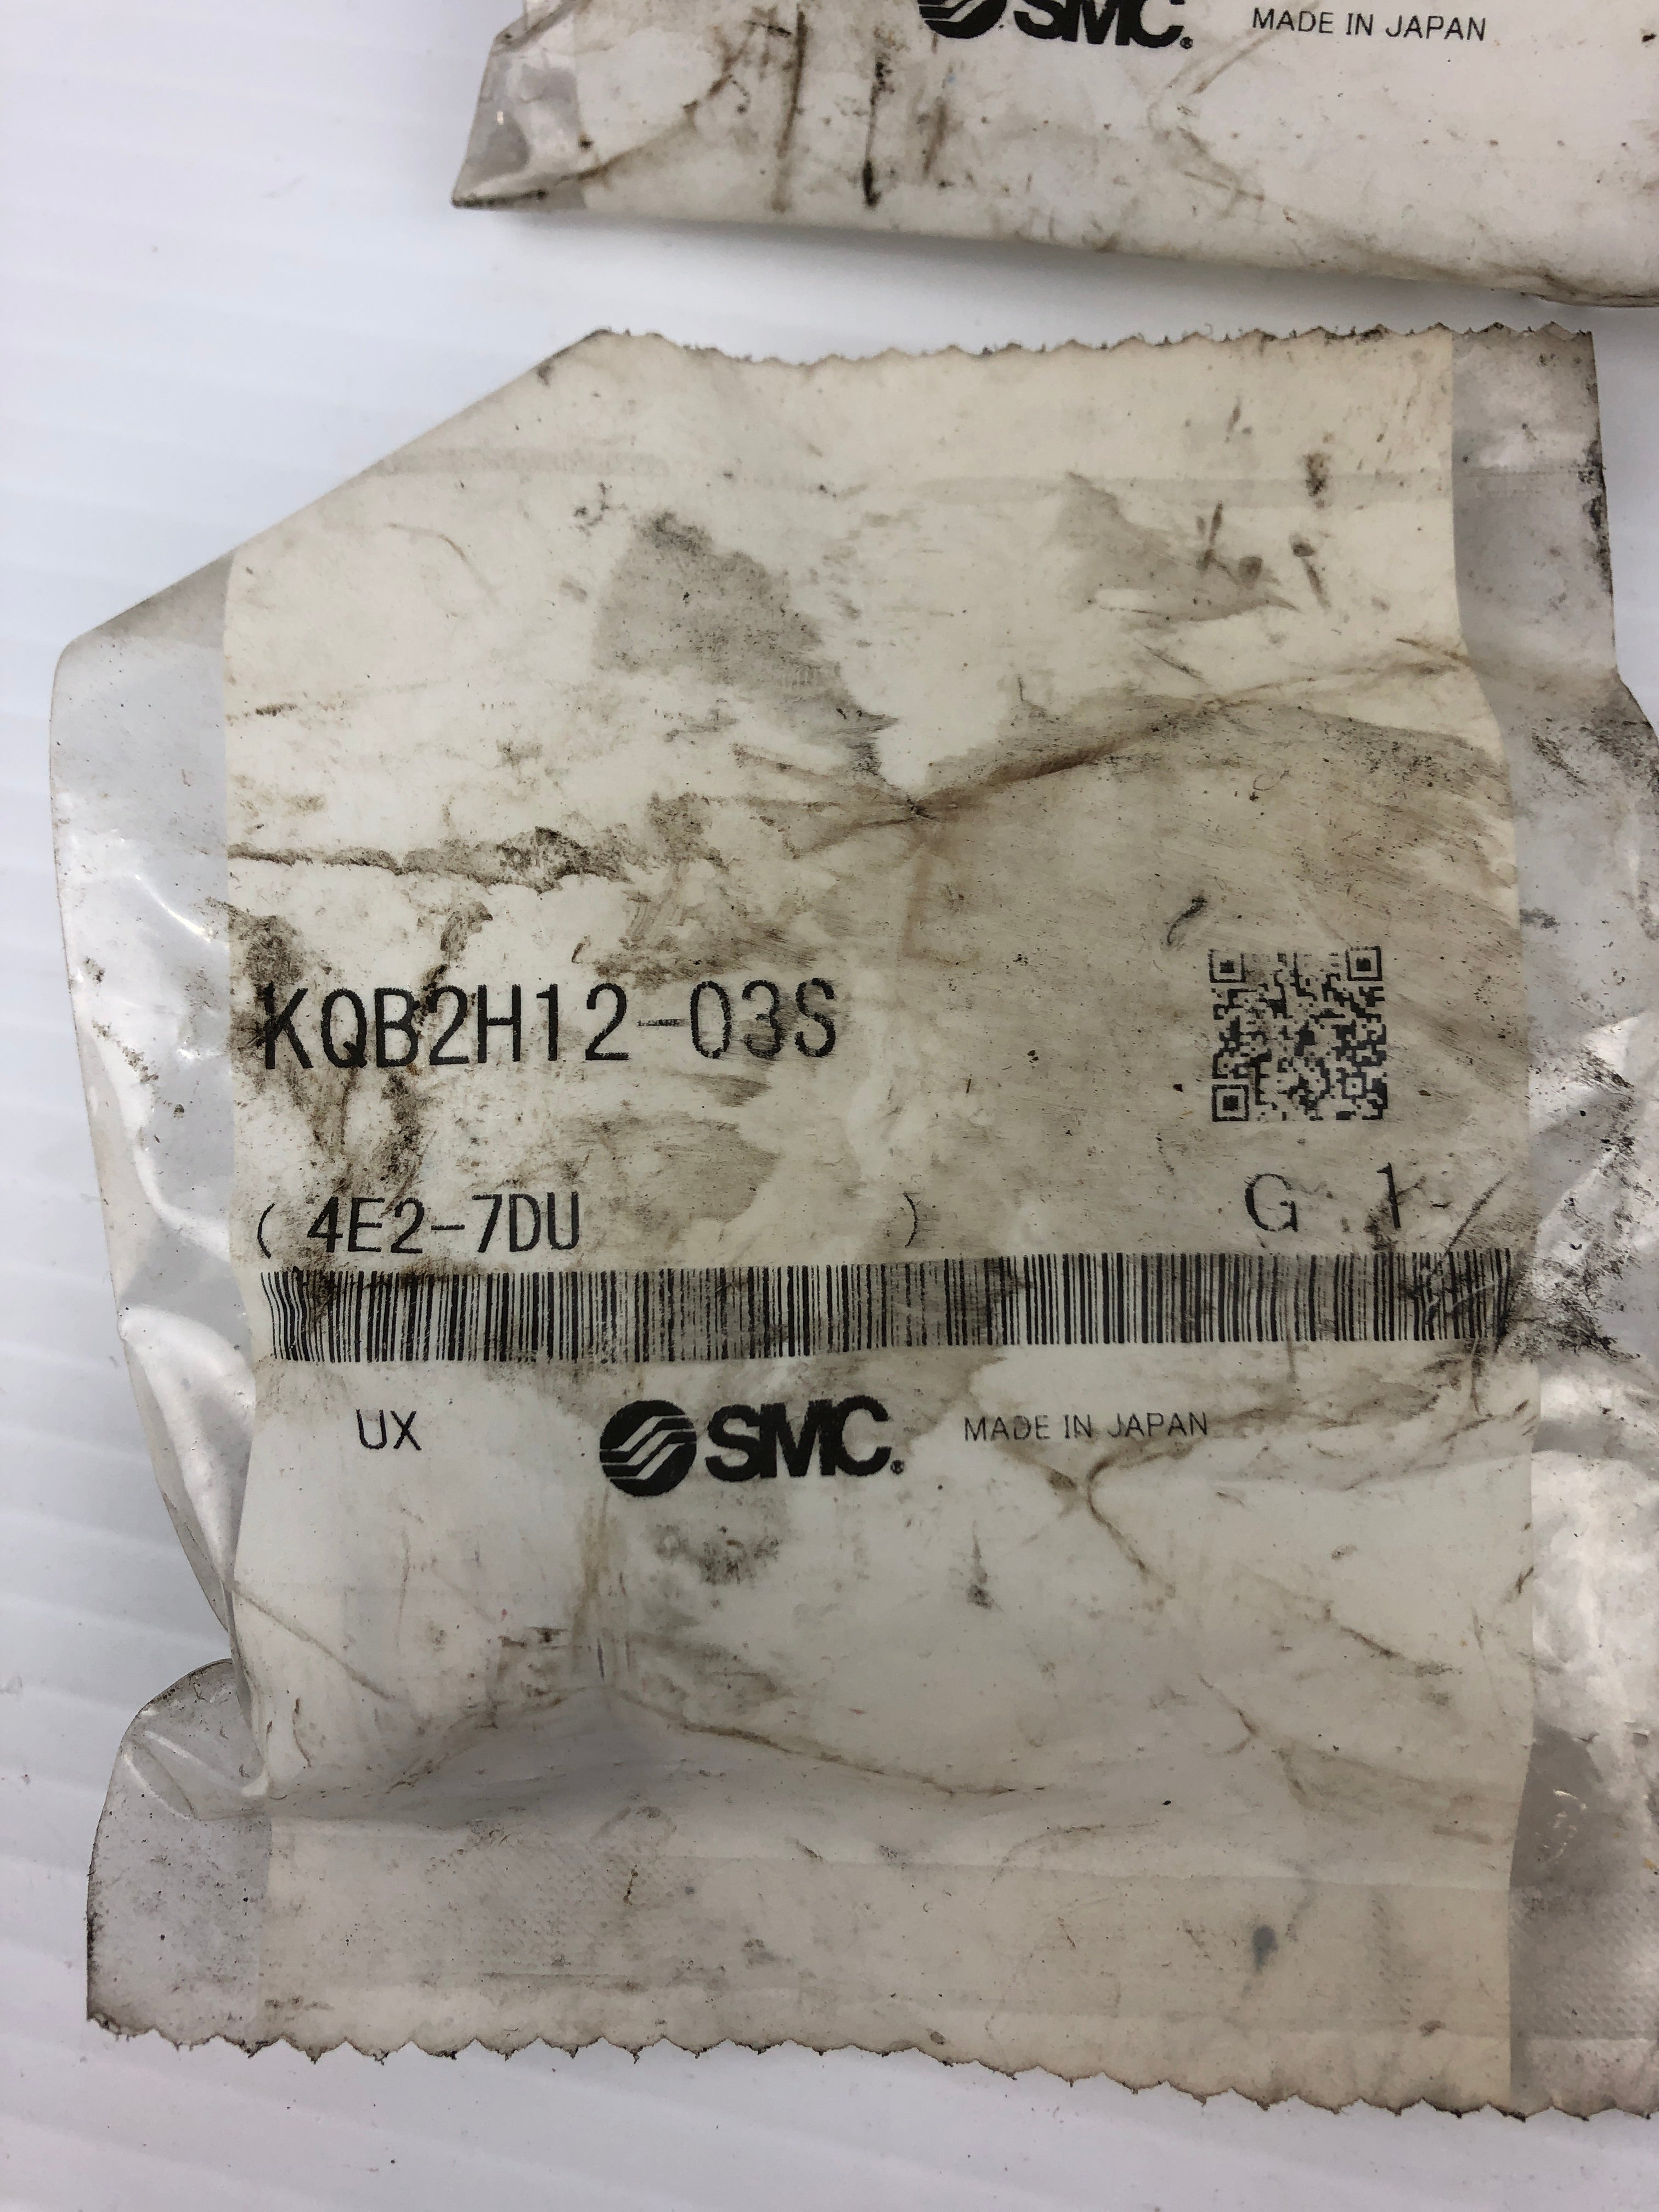 SMC® MADE IN JAPAN
KQB2H12-03S
( 4E2-7DU ) G 1
UX SMC® MADE IN JAPAN